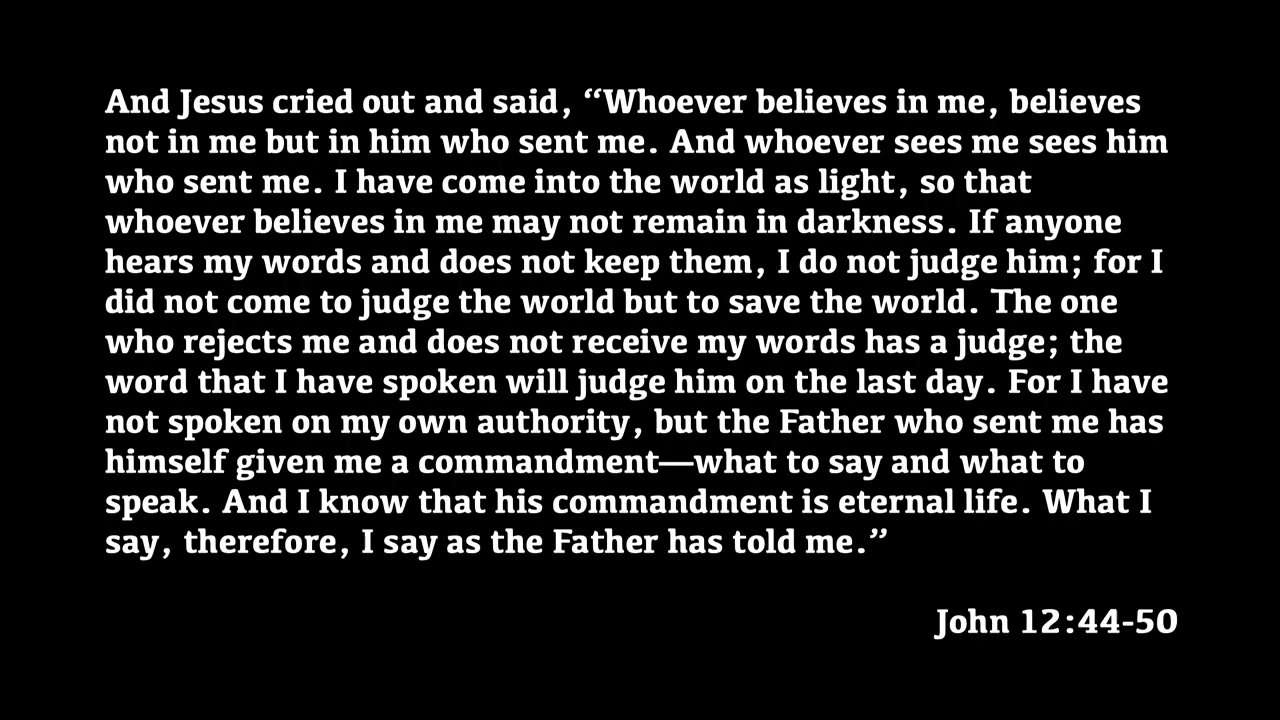 And Jesus cried out and said, “Whoever believes in me, believes
not in me but in him who sent me. And whoever sees me sees him
who sent me. I have come into the world as light, so that
whoever believes in me may not remain in darkness. If anyone
hears my words and does not keep them, I do not judge him; for I
did not come to judge the world but to save the world. The one
who rejects me and does not receive my words has a judge; the
word that I have spoken will judge him on the last day. For I have
not spoken on my own authority, but the Father who sent me has
himself given me a commandment—what to say and what to
speak. And I know that his commandment is eternal life. What I
say, therefore, I say as the Father has told me.”
John 12:44-50